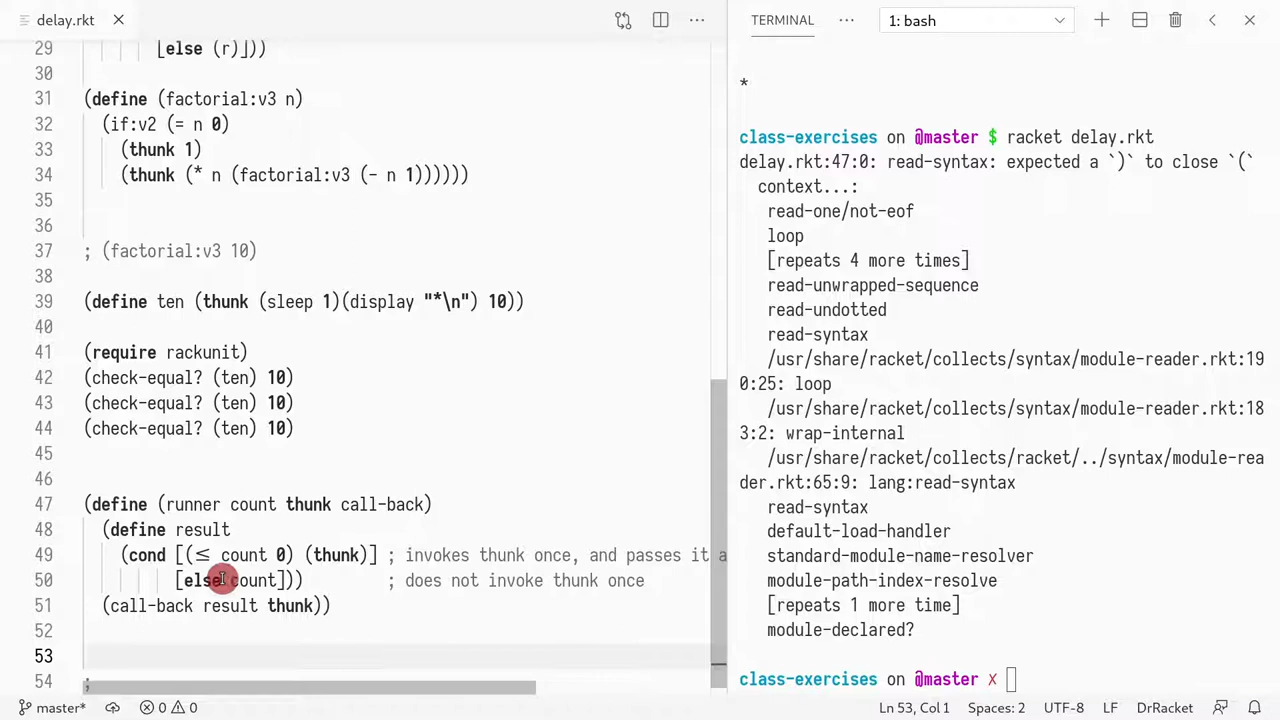 delay.rkt
TERMINAL
1: bash
29 [else (r)]))
30
31 (define (factorial:v3 n)
32 (if:v2 (= n 0)
33 (thunk 1)
34 (thunk (* n (factorial:v3 (- n 1))))))
35
36
37 ; (factorial:v3 10)
38
39 (define ten (thunk (sleep 1)(display "*\n") 10))
40
41 (require rackunit)
42 (check-equal? (ten) 10)
43 (check-equal? (ten) 10)
44 (check-equal? (ten) 10)
45
46
47 (define (runner count thunk call-back)
48 (define result
49 (cond [(≤ count 0) (thunk)] ; invokes thunk once, and passes it a
50 [else count])) ; does not invoke thunk once
51 (call-back result thunk))
52
53
54 ;
*
class-exercises on @master $ racket delay.rkt
delay.rkt:47:0: read-syntax: expected a `)` to close `(`
context...:
read-one/not-eof
loop
[repeats 4 more times]
read-unwrapped-sequence
read-undotted
read-syntax
/usr/share/racket/collects/syntax/module-reader.rkt:19
0:25: loop
/usr/share/racket/collects/syntax/module-reader.rkt:18
3:2: wrap-internal
/usr/share/racket/collects/racket/../syntax/module-rea
der.rkt:65:9: lang:read-syntax
read-syntax
default-load-handler
standard-module-name-resolver
module-path-index-resolve
[repeats 1 more time]
module-declared?
class-exercises on @master ✗
master* 0 0
Ln 53, Col 1 Spaces: 2 UTF-8 LF DrRacket